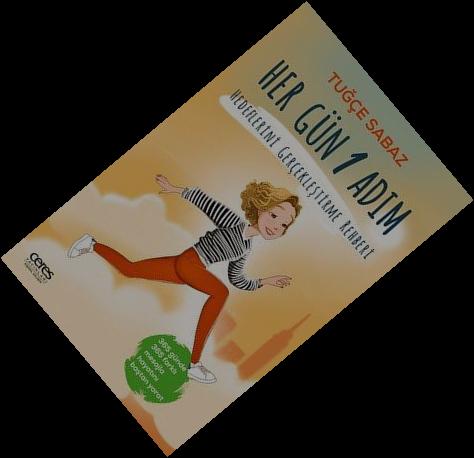 TUĞÇE SABAZ
HER GÜN 1 ADIM
HEDEFLERİNİ GERÇEKLEŞTİRME REHBERİ
365 günde
365 farklı
mesajla
hayatını
baştan yarat
ceres